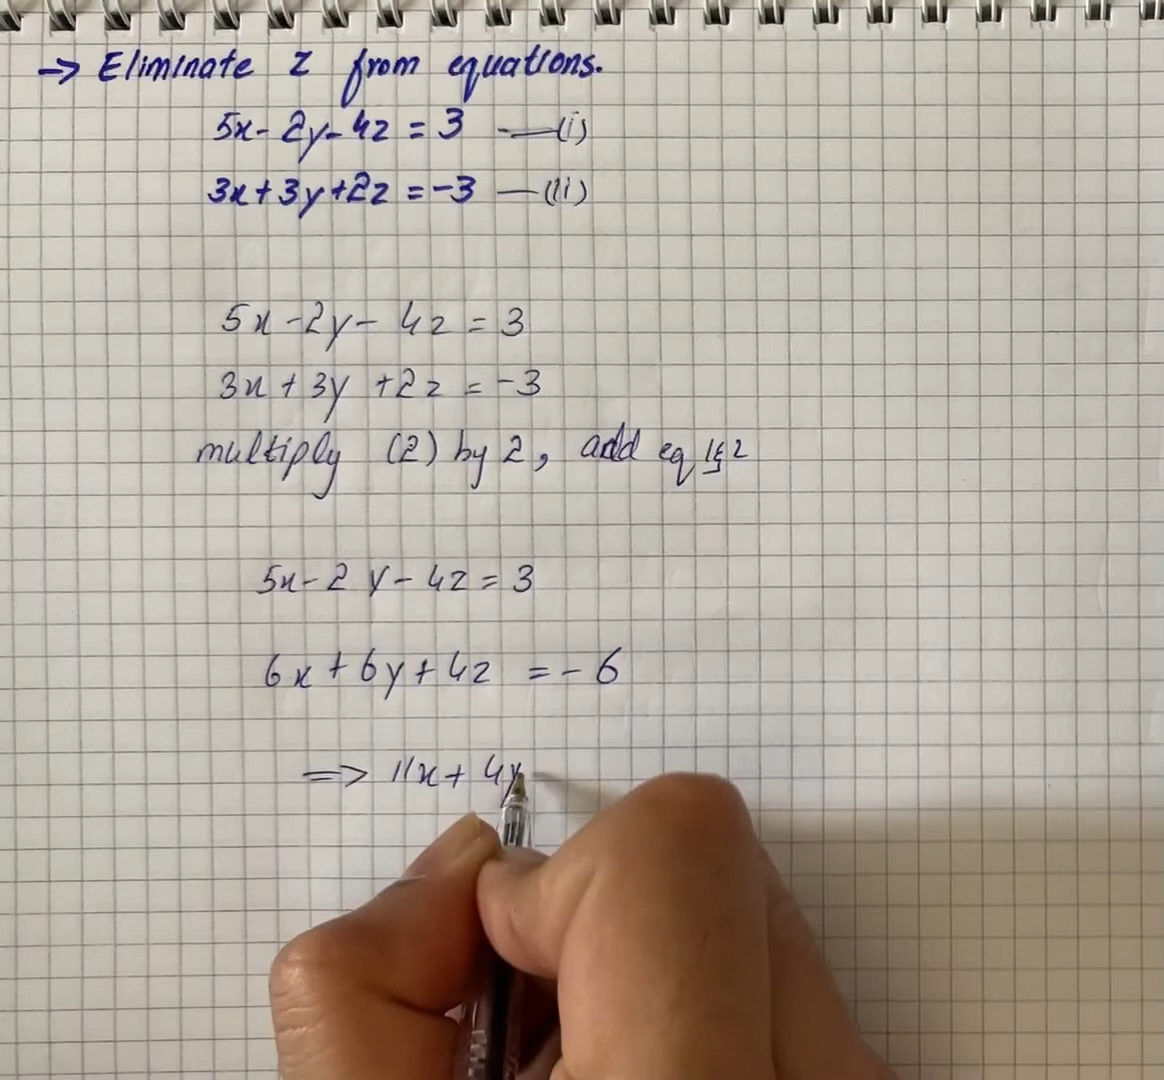 → Eliminate z from equations.
5x - 2y - 4z = 3 —(i)
3x + 3y + 2z = -3 —(ii)
5x - 2y - 4z = 3
3x + 3y + 2z = -3
multiply (2) by 2, add eq 1 & 2
5x - 2y - 4z = 3
6x + 6y + 4z = -6
=> 11x + 4y